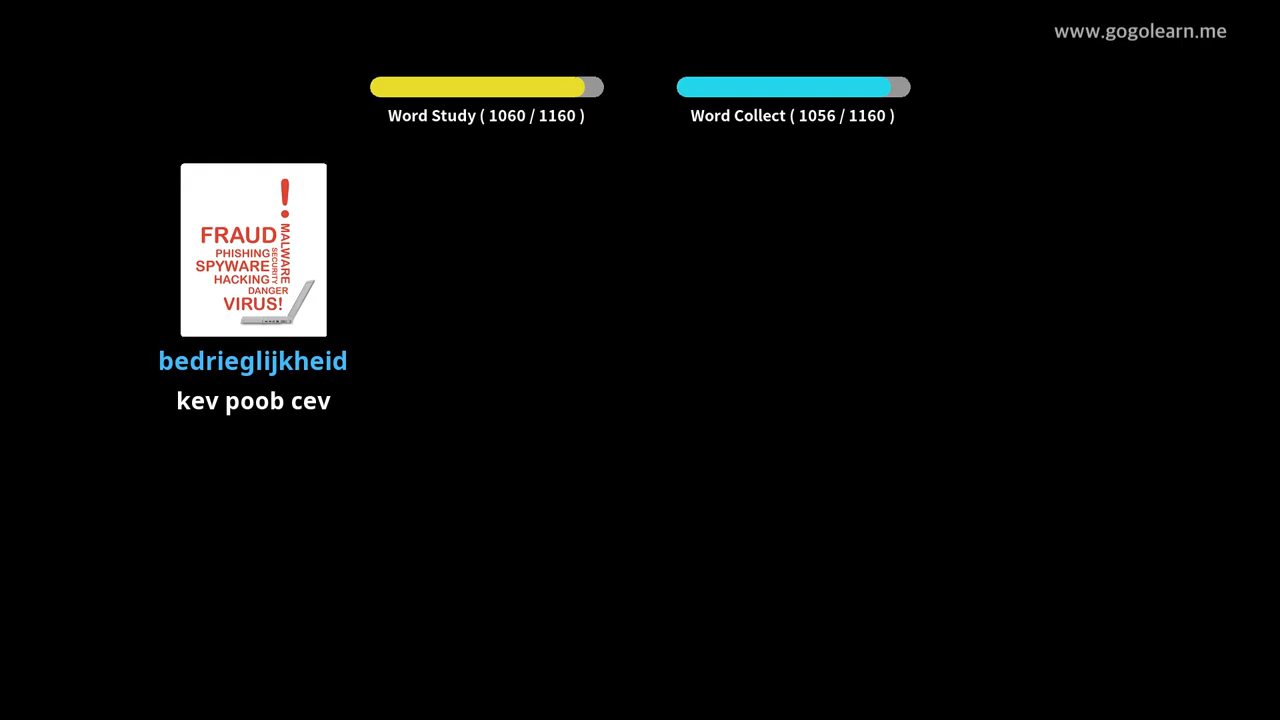 www.gogolearn.me
Word Study ( 1060 / 1160 )
Word Collect ( 1056 / 1160 )
!
FRAUD
MALWARE
SECURITY
PHISHING
SPYWARE
HACKING
DANGER
VIRUS!
bedrieglijkheid
kev poob cev